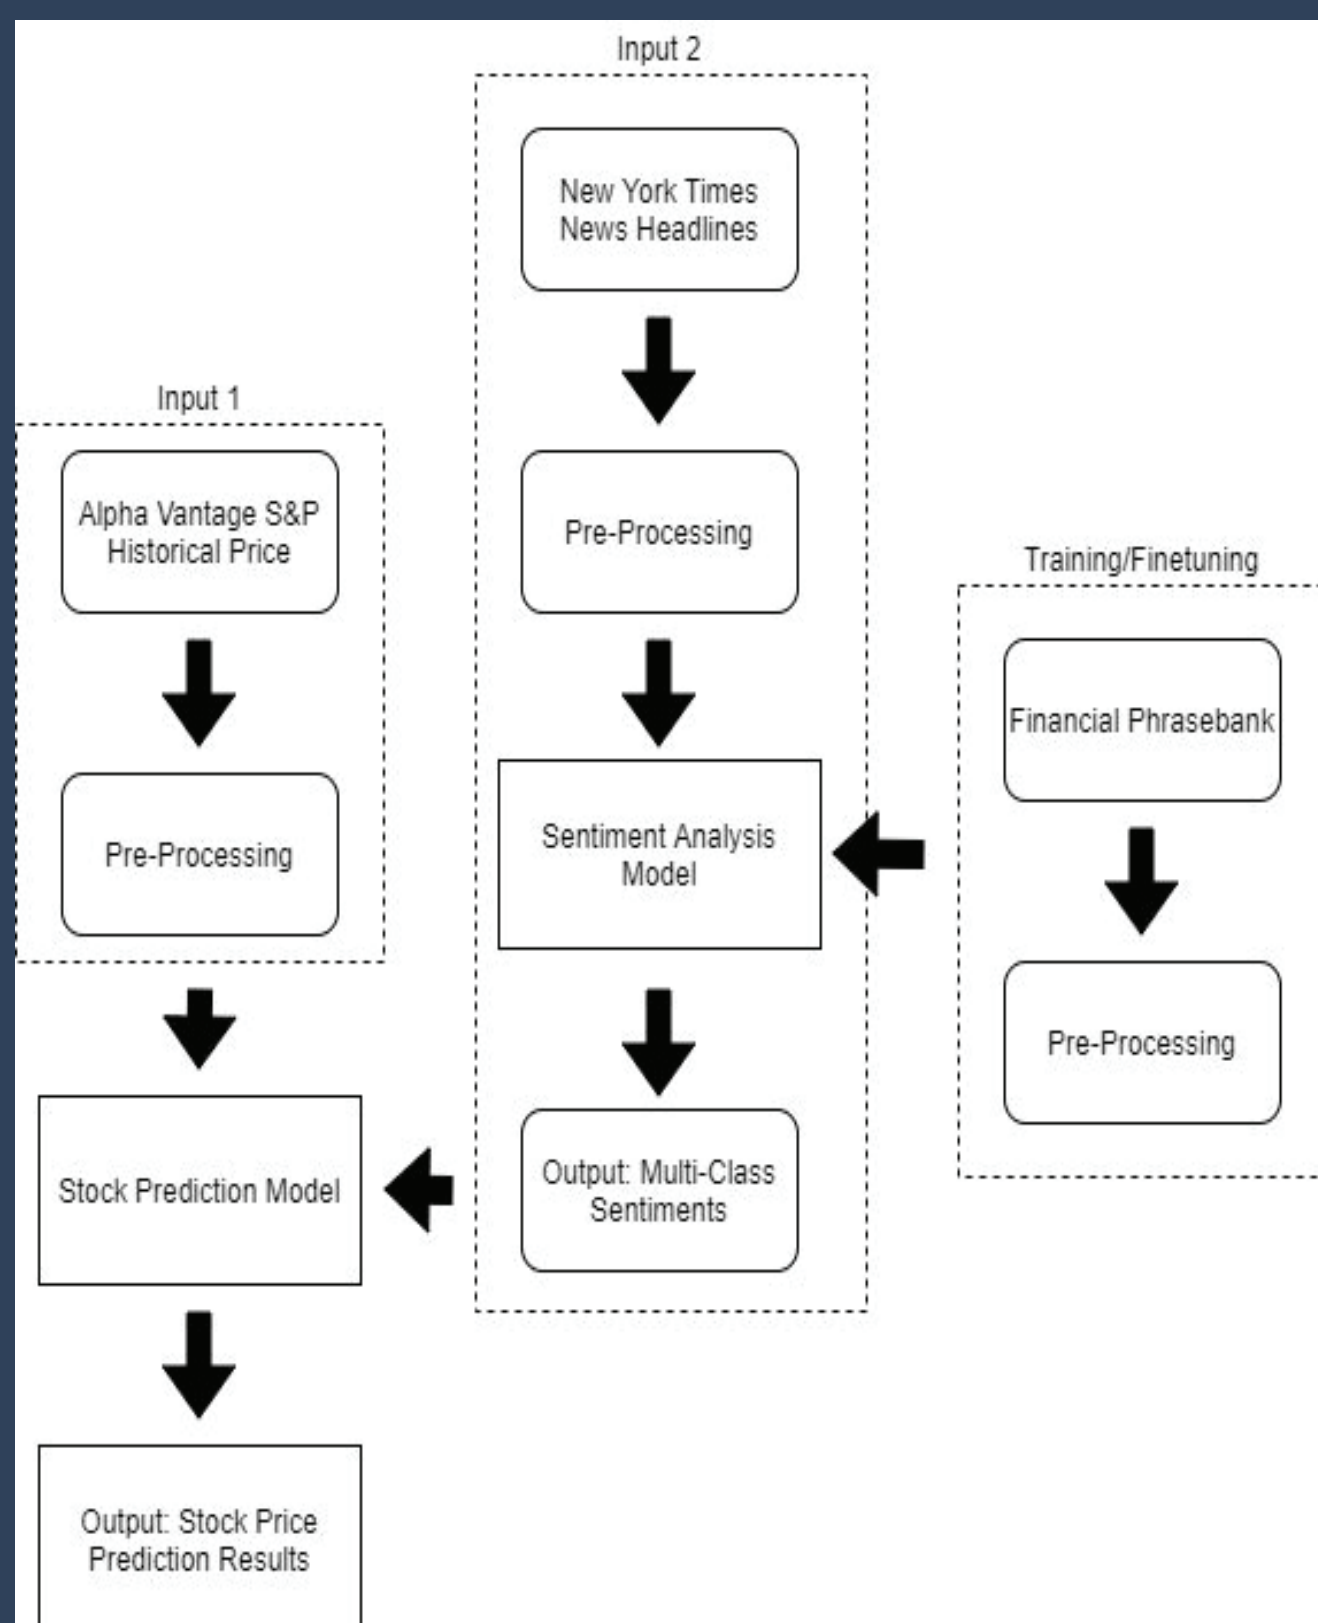 Input 2
New York Times
News Headlines
Input 1
Alpha Vantage S&P
Historical Price
Pre-Processing
Training/Finetuning
Financial Phrasebank
Pre-Processing
Sentiment Analysis
Model
Pre-Processing
Stock Prediction Model
Output: Multi-Class
Sentiments
Output: Stock Price
Prediction Results